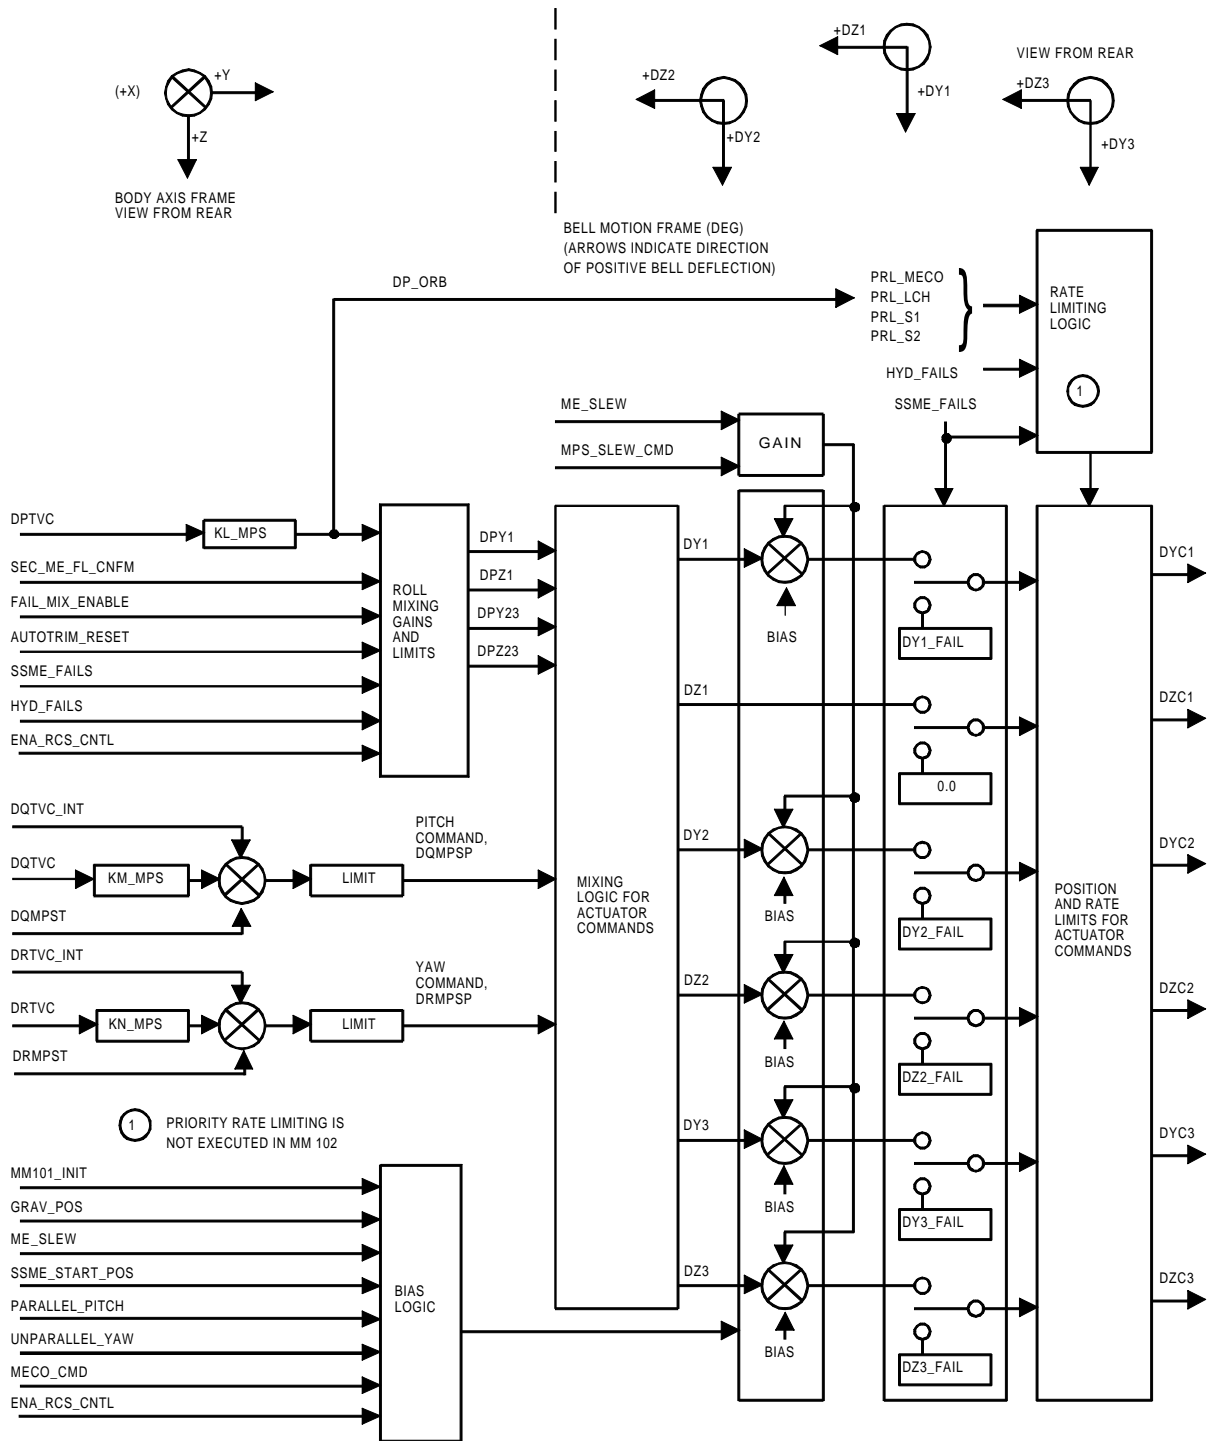 +DZ1
VIEW FROM REAR
+Y
(+X)
+DZ2
+DZ3
+DY1
+Z
+DY2
+DY3
BODY AXIS FRAME
VIEW FROM REAR
BELL MOTION FRAME (DEG)
(ARROWS INDICATE DIRECTION
OF POSITIVE BELL DEFLECTION)
DP_ORB
PRL_MECO
PRL_LCH
PRL_S1
PRL_S2
RATE
LIMITING
LOGIC
1
HYD_FAILS
SSME_FAILS
ME_SLEW
MPS_SLEW_CMD
GAIN
DPTVC
KL_MPS
SEC_ME_FL_CNFM
FAIL_MIX_ENABLE
AUTOTRIM_RESET
SSME_FAILS
HYD_FAILS
ENA_RCS_CNTL
ROLL
MIXING
GAINS
AND
LIMITS
DPY1
DPZ1
DPY23
DPZ23
DY1
BIAS
DY1_FAIL
DYC1
DZ1
0.0
DZC1
DQTVC_INT
DQTVC
KM_MPS
DQMPST
LIMIT
PITCH
COMMAND,
DQMPSP
MIXING
LOGIC FOR
ACTUATOR
COMMANDS
DY2
BIAS
DY2_FAIL
POSITION
AND RATE
LIMITS FOR
ACTUATOR
COMMANDS
DYC2
DRTVC_INT
DRTVC
KN_MPS
DRMPST
LIMIT
YAW
COMMAND,
DRMPSP
DZ2
BIAS
DZ2_FAIL
DZC2
1
PRIORITY RATE LIMITING IS
NOT EXECUTED IN MM 102
DY3
BIAS
DY3_FAIL
DYC3
MM101_INIT
GRAV_POS
ME_SLEW
SSME_START_POS
PARALLEL_PITCH
UNPARALLEL_YAW
MECO_CMD
ENA_RCS_CNTL
BIAS
LOGIC
DZ3
BIAS
DZ3_FAIL
DZC3